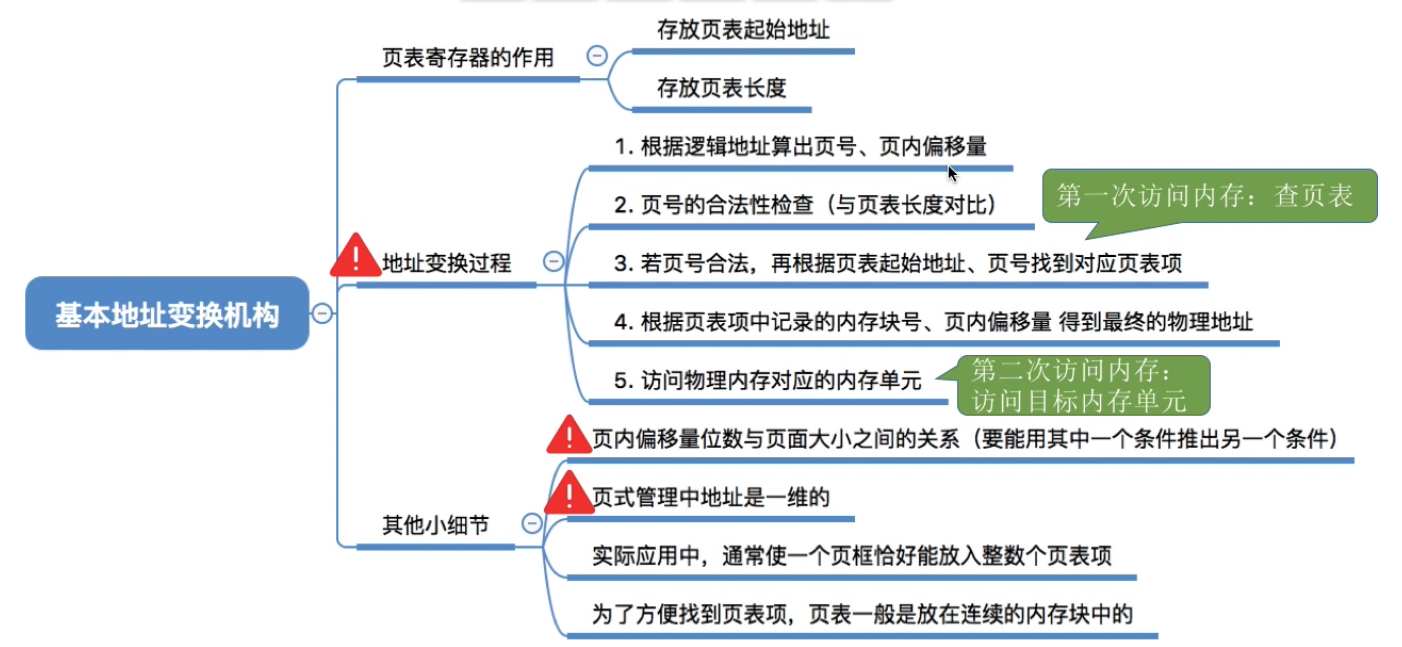 存放页表起始地址
页表寄存器的作用
存放页表长度
1. 根据逻辑地址算出页号、页内偏移量
第一次访问内存：查页表
2. 页号的合法性检查（与页表长度对比）
地址变换过程
3. 若页号合法，再根据页表起始地址、页号找到对应页表项
基本地址变换机构
4. 根据页表项中记录的内存块号、页内偏移量 得到最终的物理地址
5. 访问物理内存对应的内存单元
第二次访问内存：
访问目标内存单元
页内偏移量位数与页面大小之间的关系（要能用其中一个条件推出另一个条件）
页式管理中地址是一维的
其他小细节
实际应用中，通常使一个页框恰好能放入整数个页表项
为了方便找到页表项，页表一般是放在连续的内存块中的